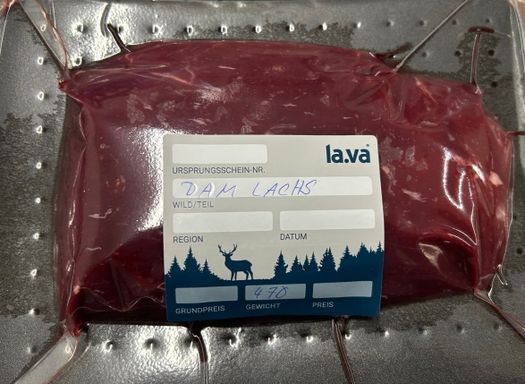 la.va
URSPRUNGSSCHEIN-NR.
DAM LACHS
WILD/TEIL
REGION DATUM
470
GRUNDPREIS GEWICHT PREIS